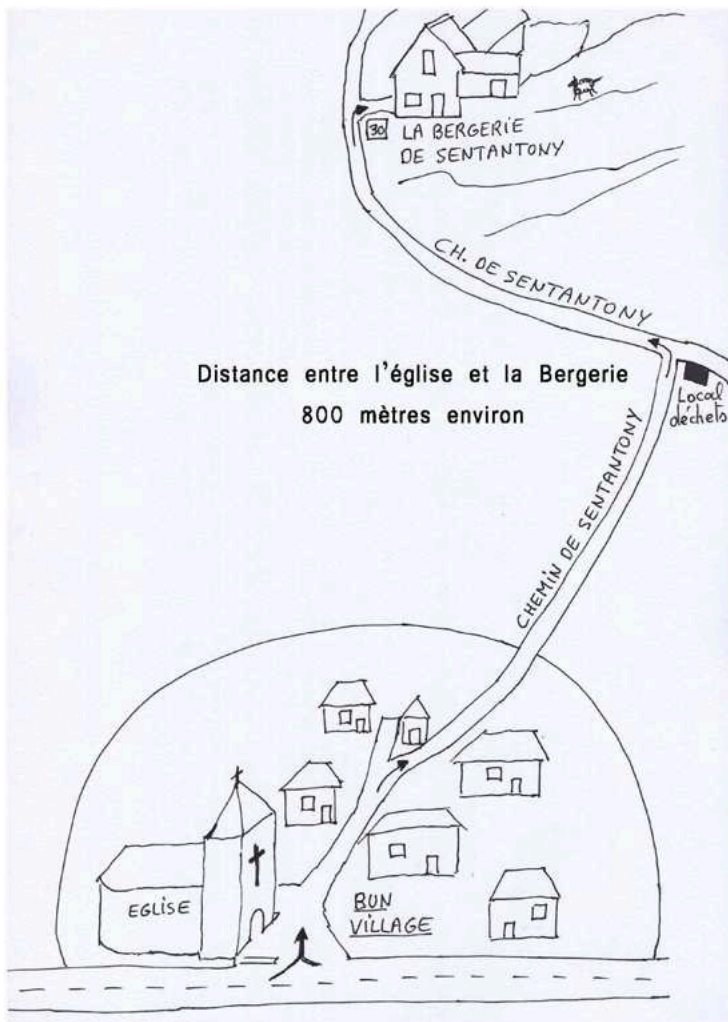 30
LA BERGERIE
DE SENTANTONY
CH. DE SENTANTONY
Distance entre l'église et la Bergerie
800 mètres environ
Local
déchets
CHEMIN DE SENTANTONY
EGLISE
BUN
VILLAGE